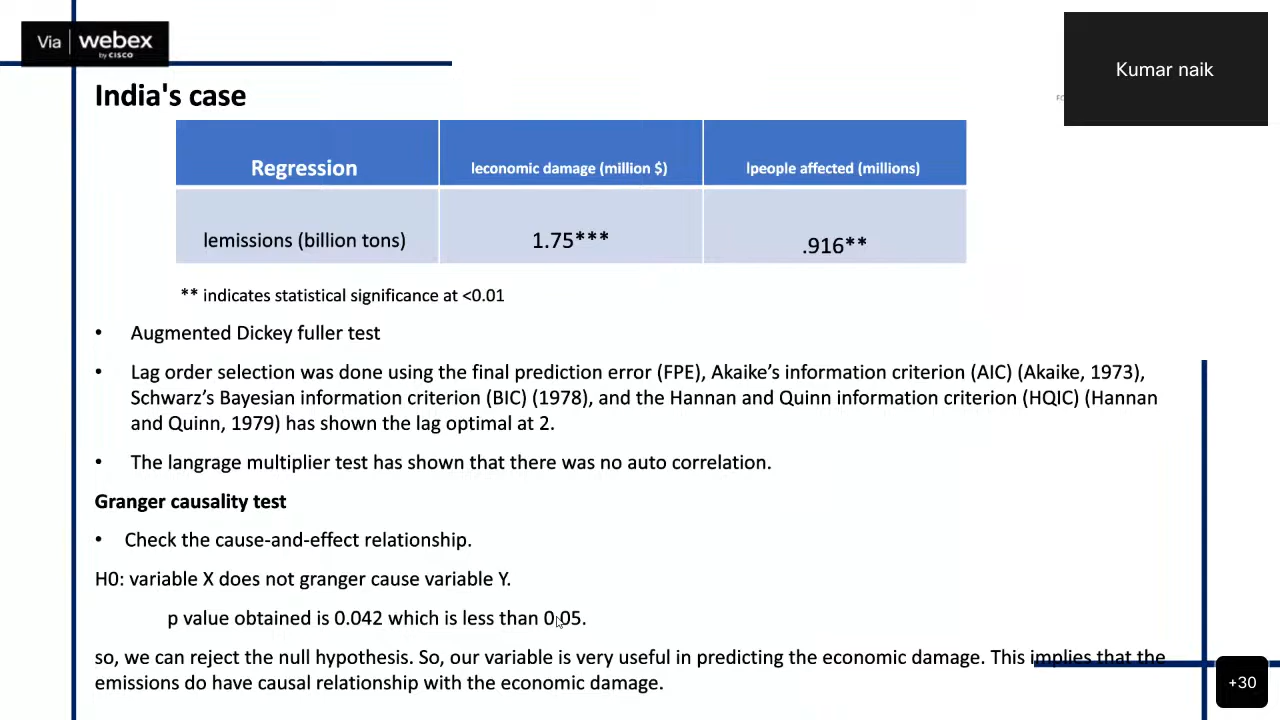 Via webex
by CISCO
Kumar naik
India's case
Regression leconomic damage (million $) lpeople affected (millions)
lemissions (billion tons) 1.75*** .916**
** indicates statistical significance at <0.01
• Augmented Dickey fuller test
• Lag order selection was done using the final prediction error (FPE), Akaike’s information criterion (AIC) (Akaike, 1973),
Schwarz’s Bayesian information criterion (BIC) (1978), and the Hannan and Quinn information criterion (HQIC) (Hannan
and Quinn, 1979) has shown the lag optimal at 2.
• The langrage multiplier test has shown that there was no auto correlation.
Granger causality test
• Check the cause-and-effect relationship.
H0: variable X does not granger cause variable Y.
p value obtained is 0.042 which is less than 0.05.
so, we can reject the null hypothesis. So, our variable is very useful in predicting the economic damage. This implies that the
emissions do have causal relationship with the economic damage.
+30